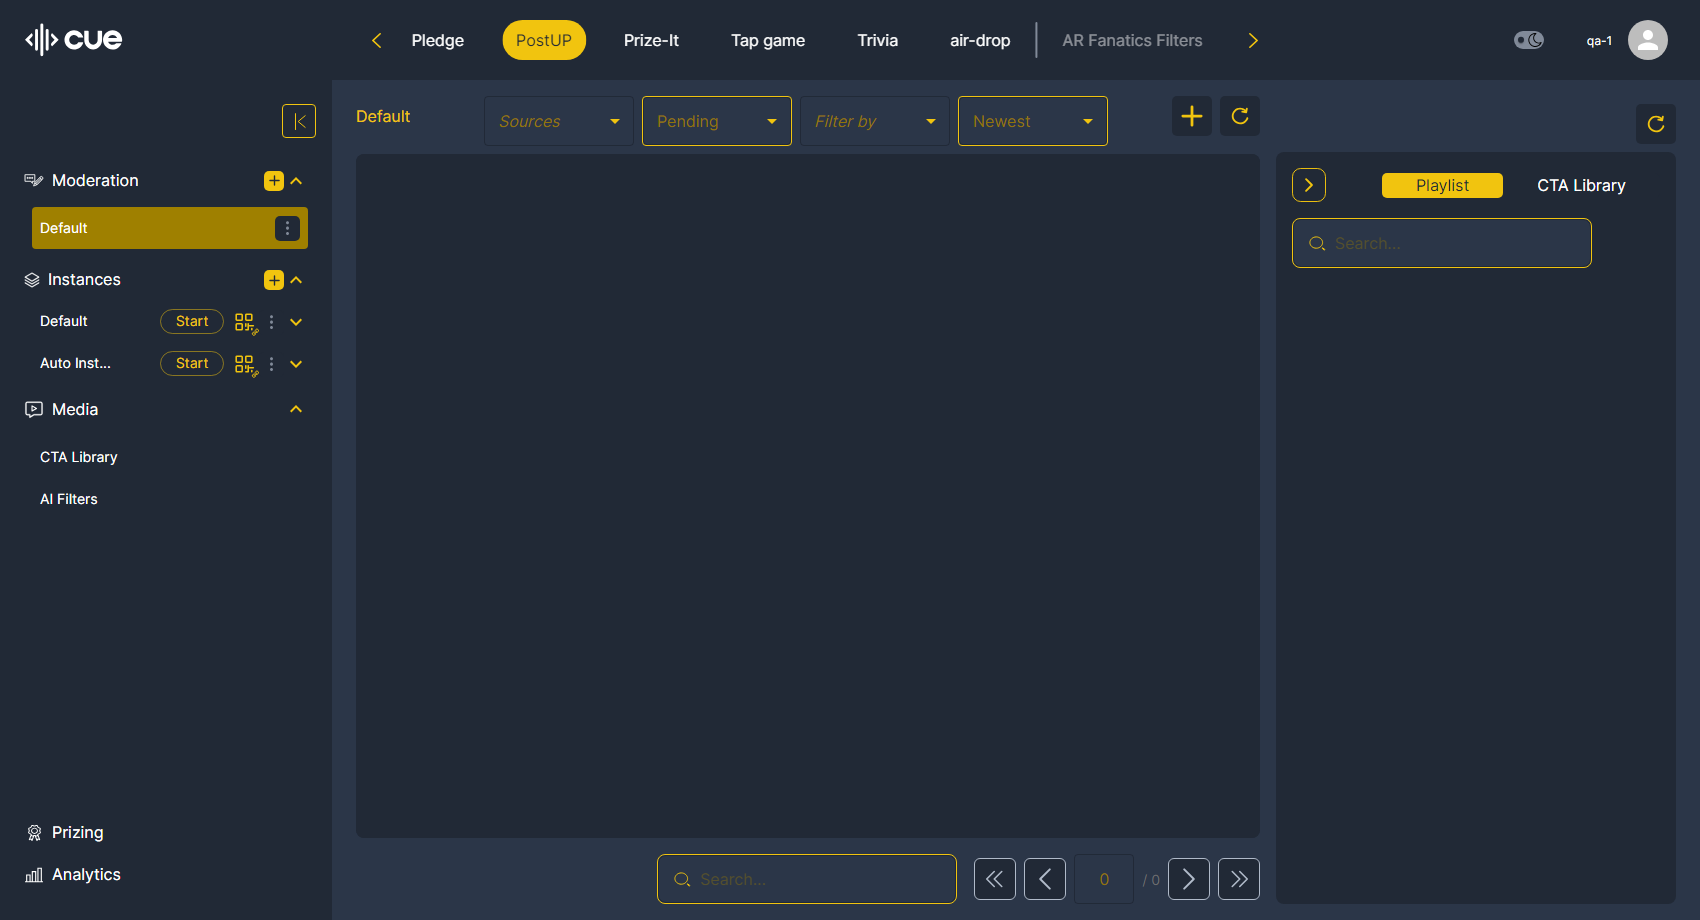 cue
Pledge
PostUP
Prize-It
Tap game
Trivia
air-drop
AR Fanatics Filters
qa-1
Moderation
Default
Instances
Default
Start
Auto Inst...
Start
Media
CTA Library
AI Filters
Prizing
Analytics
Default
Sources
Pending
Filter by
Newest
Search...
0
/ 0
Playlist
CTA Library
Search...